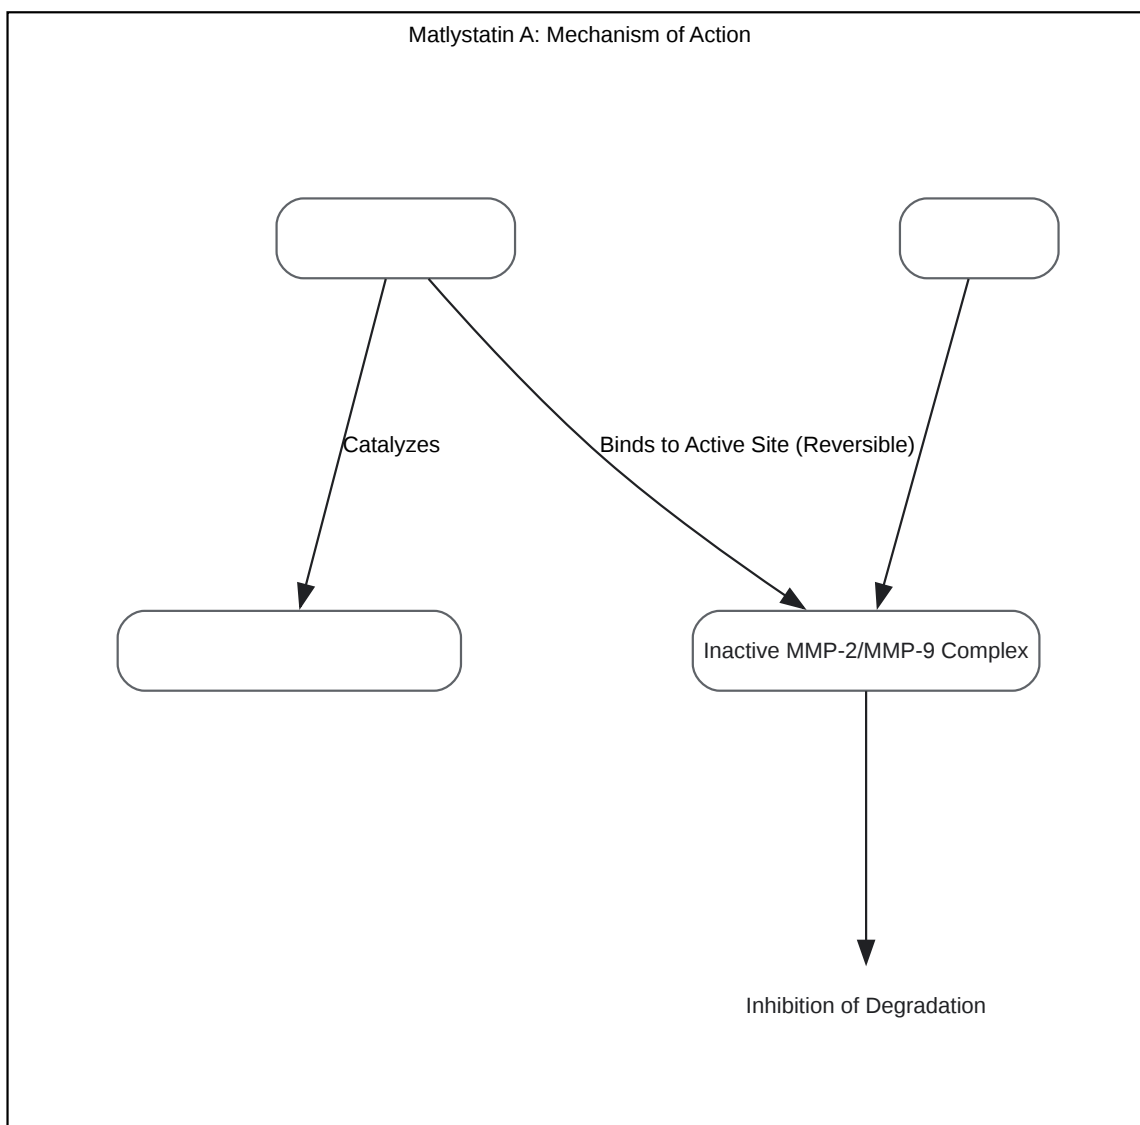 Matlystatin A: Mechanism of Action
Catalyzes
Binds to Active Site (Reversible)
Inactive MMP-2/MMP-9 Complex
Inhibition of Degradation